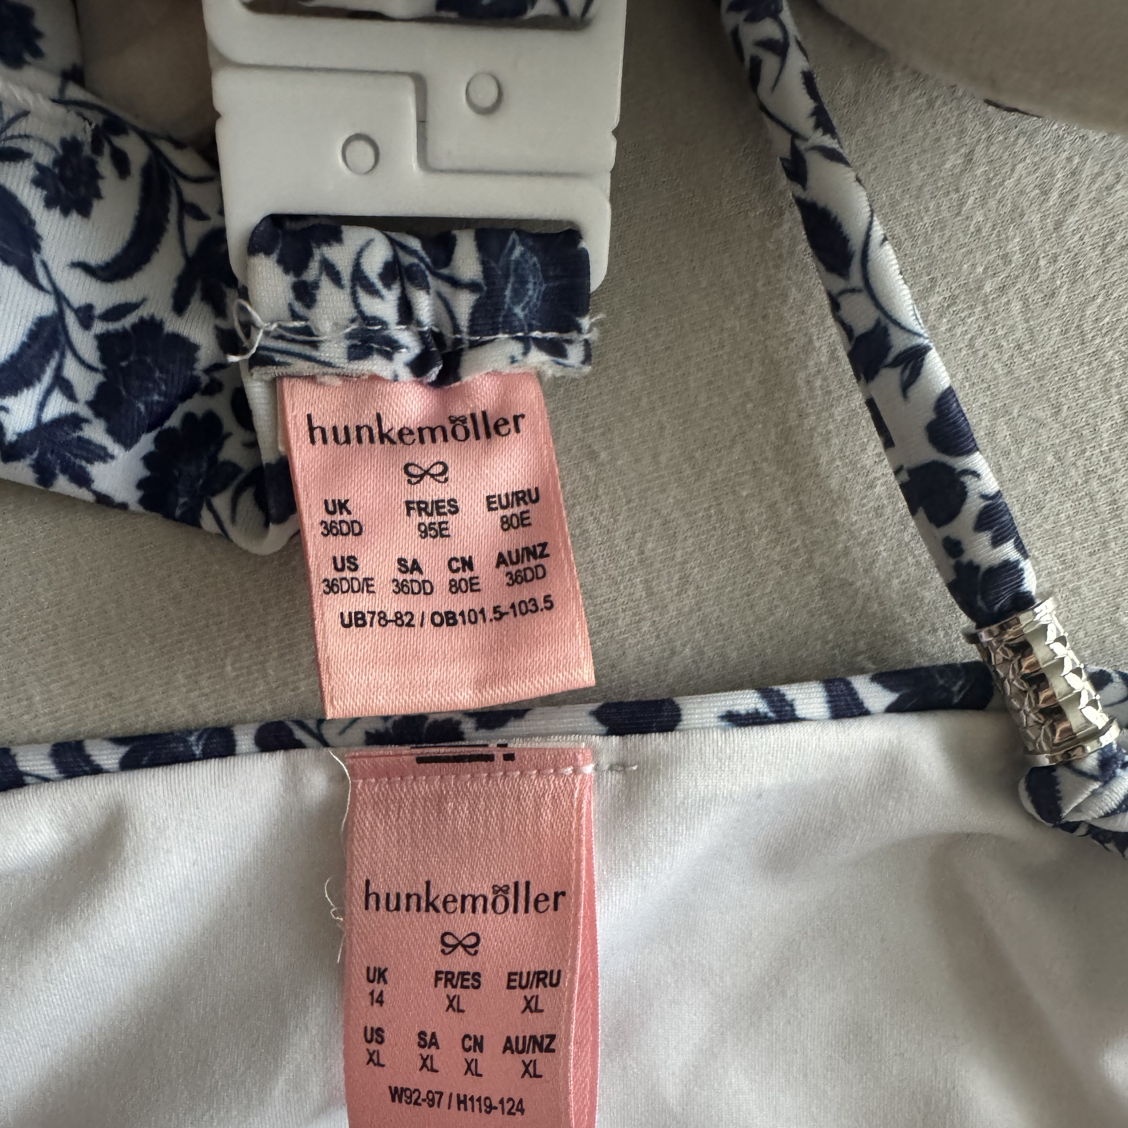 hunkemöller
UK FR/ES EU/RU
36DD 95E 80E
US SA CN AU/NZ
36DD/E 36DD 80E 36DD
UB78-82 / OB101.5-103.5
hunkemöller
UK FR/ES EU/RU
14 XL XL
US SA CN AU/NZ
XL XL XL XL
W92-97 / H119-124